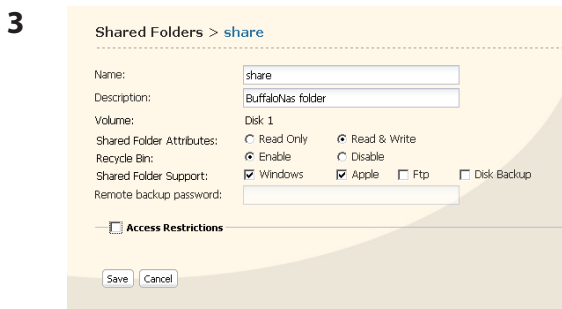 3
Shared Folders > share
Name: share
Description: BuffaloNas folder
Volume: Disk 1
Shared Folder Attributes: Read Only Read & Write
Recycle Bin: Enable Disable
Shared Folder Support: Windows Apple Ftp Disk Backup
Remote backup password:
Access Restrictions
Save Cancel